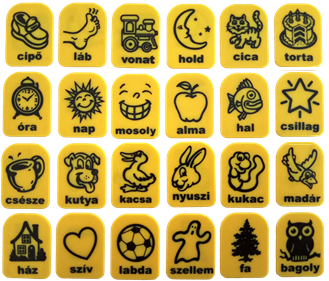 cípő láb vonat hold cica torta
óra nap mosoly alma hal csillag
csésze kutya kacsa nyuszi kukac madár
ház szív labda szellem fa bagoly